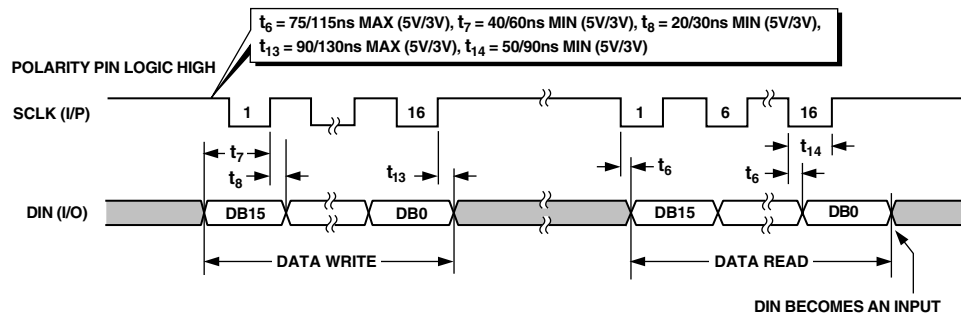 t6 = 75/115ns MAX (5V/3V), t7 = 40/60ns MIN (5V/3V), t8 = 20/30ns MIN (5V/3V),
t13 = 90/130ns MAX (5V/3V), t14 = 50/90ns MIN (5V/3V)
POLARITY PIN LOGIC HIGH
SCLK (I/P)
1
16
1
6
16
t7
t8
t13
t6
t6
t14
DIN (I/O)
DB15
DB0
DB15
DB0
DATA WRITE
DATA READ
DIN BECOMES AN INPUT